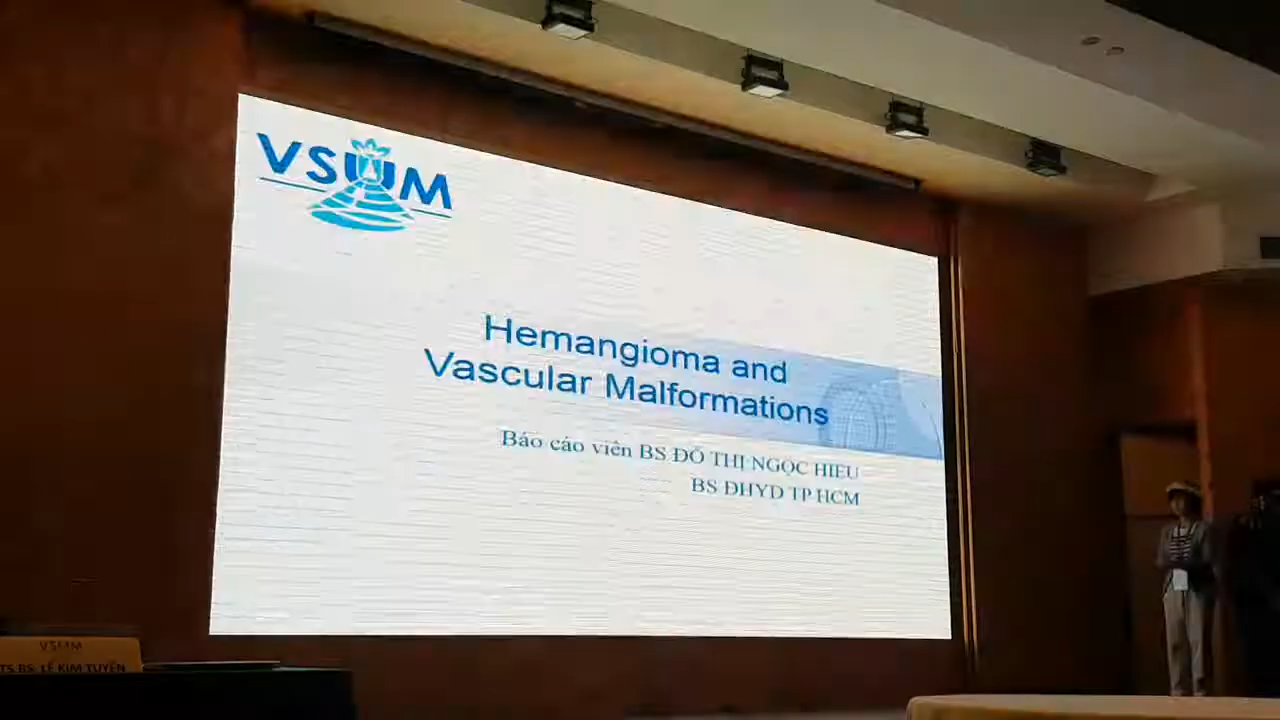 VSUM
Hemangioma and
Vascular Malformations
Báo cáo viên BS ĐỖ THỊ NGỌC HIẾU
BS ĐHYD TP HCM
VSUM
TS.BS. LÊ KIM TUYẾN